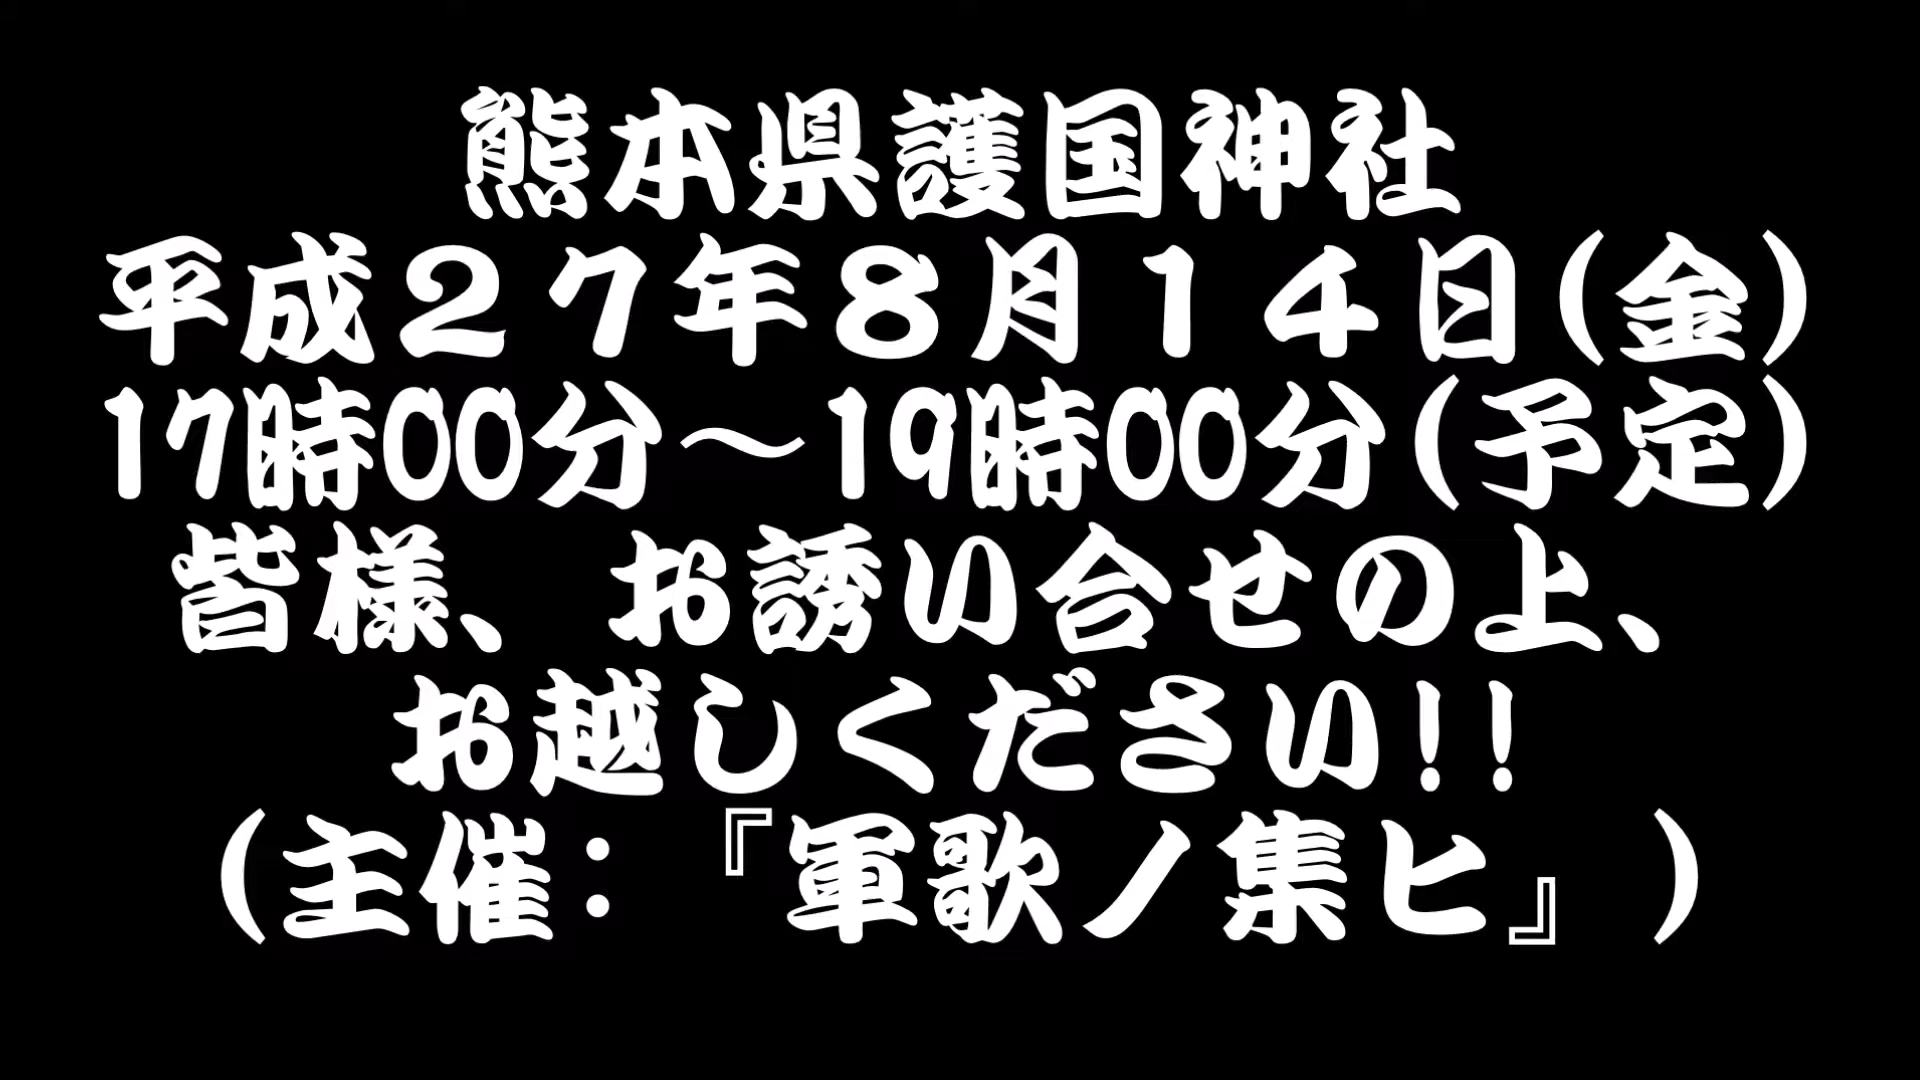 熊本県護国神社
平成２７年８月１４日(金)
17時00分～19時00分(予定)
皆様、お誘い合せの上、
お越しください!!
(主催：『軍歌ノ集ヒ』)